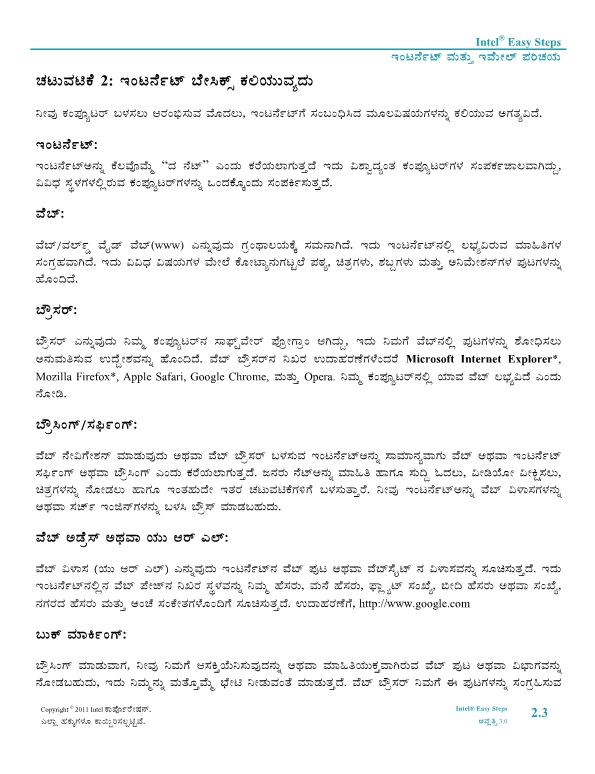 Intel® Easy Steps
ಇಂಟರ್ನೆಟ್ ಮತ್ತು ಇಮೇಲ್ ಪರಿಚಯ
ಚಟುವಟಿಕೆ 2: ಇಂಟರ್ನೆಟ್ ಬೇಸಿಕ್ಸ್ ಕಲಿಯುವ್ಯದು
ನೀವು ಕಂಪ್ಯೂಟರ್ ಬಳಸಲು ಆರಂಭಿಸುವ ಮೊದಲು, ಇಂಟರ್ನೆಟ್‌ಗೆ ಸಂಬಂಧಿಸಿದ ಮೂಲವಿಷಯಗಳನ್ನು ಕಲಿಯುವ ಅಗತ್ಯವಿದೆ.
ಇಂಟರ್ನೆಟ್:
ಇಂಟರ್ನೆಟ್‌ಅನ್ನು ಕೆಲವೊಮ್ಮೆ “ದ ನೆಟ್” ಎಂದು ಕರೆಯಲಾಗುತ್ತದೆ ಇದು ವಿಶ್ವಾದ್ಯಂತ ಕಂಪ್ಯೂಟರ್‌ಗಳ ಸಂಪರ್ಕಜಾಲವಾಗಿದ್ದು,
ವಿವಿಧ ಸ್ಥಳಗಳಲ್ಲಿರುವ ಕಂಪ್ಯೂಟರ್‌ಗಳನ್ನು ಒಂದಕ್ಕೊಂದು ಸಂಪರ್ಕಿಸುತ್ತದೆ.
ವೆಬ್:
ವೆಬ್/ವರ್ಲ್ಡ್ ವೈಡ್ ವೆಬ್(www) ಎನ್ನುವುದು ಗ್ರಂಥಾಲಯಕ್ಕೆ ಸಮನಾಗಿದೆ. ಇದು ಇಂಟರ್ನೆಟ್‌ನಲ್ಲಿ ಲಭ್ಯವಿರುವ ಮಾಹಿತಿಗಳ
ಸಂಗ್ರಹವಾಗಿದೆ. ಇದು ವಿವಿಧ ವಿಷಯಗಳ ಮೇಲೆ ಕೋಟ್ಯಾನುಗಟ್ಟಲೆ ಪಠ್ಯ, ಚಿತ್ರಗಳು, ಶಬ್ದಗಳು ಮತ್ತು ಅನಿಮೇಶನ್‌ಗಳ ಪುಟಗಳನ್ನು
ಹೊಂದಿದೆ.
ಬ್ರೌಸರ್:
ಬ್ರೌಸರ್ ಎನ್ನುವುದು ನಿಮ್ಮ ಕಂಪ್ಯೂಟರ್‌ನ ಸಾಫ್ಟ್‌ವೇರ್ ಪ್ರೋಗ್ರಾಂ ಆಗಿದ್ದು, ಇದು ನಿಮಗೆ ವೆಬ್‌ನಲ್ಲಿ ಪುಟಗಳನ್ನು ಶೋಧಿಸಲು
ಅನುಮತಿಸುವ ಉದ್ದೇಶವನ್ನು ಹೊಂದಿದೆ. ವೆಬ್ ಬ್ರೌಸರ್‌ನ ನಿಖರ ಉದಾಹರಣೆಗಳೆಂದರೆ Microsoft Internet Explorer*,
Mozilla Firefox*, Apple Safari, Google Chrome, ಮತ್ತು Opera. ನಿಮ್ಮ ಕಂಪ್ಯೂಟರ್‌ನಲ್ಲಿ ಯಾವ ವೆಬ್ ಲಭ್ಯವಿದೆ ಎಂದು
ನೋಡಿ.
ಬ್ರೌಸಿಂಗ್/ಸರ್ಫಿಂಗ್:
ವೆಬ್ ನೇವಿಗೇಶನ್ ಮಾಡುವುದು ಅಥವಾ ವೆಬ್ ಬ್ರೌಸರ್ ಬಳಸುವ ಇಂಟರ್ನೆಟ್‌ಅನ್ನು ಸಾಮಾನ್ಯವಾಗು ವೆಬ್ ಅಥವಾ ಇಂಟರ್ನೆಟ್
ಸರ್ಫಿಂಗ್ ಅಥವಾ ಬ್ರೌಸಿಂಗ್ ಎಂದು ಕರೆಯಲಾಗುತ್ತದೆ. ಜನರು ನೆಟ್‌ಅನ್ನು ಮಾಹಿತಿ ಹಾಗೂ ಸುದ್ದಿ ಓದಲು, ವೀಡಿಯೋ ವೀಕ್ಷಿಸಲು,
ಚಿತ್ರಗಳನ್ನು ನೋಡಲು ಹಾಗೂ ಇಂತಹುದೇ ಇತರ ಚಟುವಟಿಕೆಗಳಿಗೆ ಬಳಸುತ್ತಾರೆ. ನೀವು ಇಂಟರ್ನೆಟ್‌ಅನ್ನು ವೆಬ್ ವಿಳಾಸಗಳನ್ನು
ಅಥವಾ ಸರ್ಚ್ ಇಂಜಿನ್‌ಗಳನ್ನು ಬಳಸಿ ಬ್ರೌಸ್ ಮಾಡಬಹುದು.
ವೆಬ್ ಅಡ್ರೆಸ್ ಅಥವಾ ಯು ಆರ್ ಎಲ್:
ವೆಬ್ ವಿಳಾಸ (ಯು ಆರ್ ಎಲ್) ಎನ್ನುವುದು ಇಂಟರ್ನೆಟ್‌ನ ವೆಬ್ ಪುಟ ಅಥವಾ ವೆಬ್‌ಸೈಟ್ ನ ವಿಳಾಸವನ್ನು ಸೂಚಿಸುತ್ತದೆ. ಇದು
ಇಂಟರ್ನೆಟ್‌ನಲ್ಲಿನ ವೆಬ್ ಪೇಜ್‌ನ ನಿಖರ ಸ್ಥಳವನ್ನು ನಿಮ್ಮ ಹೆಸರು, ಮನೆ ಹೆಸರು, ಫ್ಲ್ಯಾಟ್ ಸಂಖ್ಯೆ, ಬೀದಿ ಹೆಸರು ಅಥವಾ ಸಂಖ್ಯೆ,
ನಗರದ ಹೆಸರು ಮತ್ತು ಅಂಚೆ ಸಂಕೇತಗಳೊಂದಿಗೆ ಸೂಚಿಸುತ್ತದೆ. ಉದಾಹರಣೆಗೆ, http://www.google.com
ಬುಕ್ ಮಾರ್ಕಿಂಗ್:
ಬ್ರೌಸಿಂಗ್ ಮಾಡುವಾಗ, ನೀವು ನಿಮಗೆ ಆಸಕ್ತಿಯೆನಿಸುವುದನ್ನು ಅಥವಾ ಮಾಹಿತಿಯುಕ್ತವಾಗಿರುವ ವೆಬ್ ಪುಟ ಅಥವಾ ವಿಭಾಗವನ್ನು
ನೋಡಬಹುದು, ಇದು ನಿಮ್ಮನ್ನು ಮತ್ತೊಮ್ಮೆ ಭೇಟಿ ನೀಡುವಂತೆ ಮಾಡುತ್ತದೆ. ವೆಬ್ ಬ್ರೌಸರ್ ನಿಮಗೆ ಈ ಪುಟಗಳನ್ನು ಸಂಗ್ರಹಿಸುವ
Copyright © 2011 Intel ಕಾರ್ಪೊರೇಷನ್.
ಎಲ್ಲಾ ಹಕ್ಕುಗಳೂ ಕಾಯ್ದಿರಿಸಲ್ಪಟ್ಟಿವೆ.
Intel® Easy Steps
ಆವೃತ್ತಿ 3.0
2.3